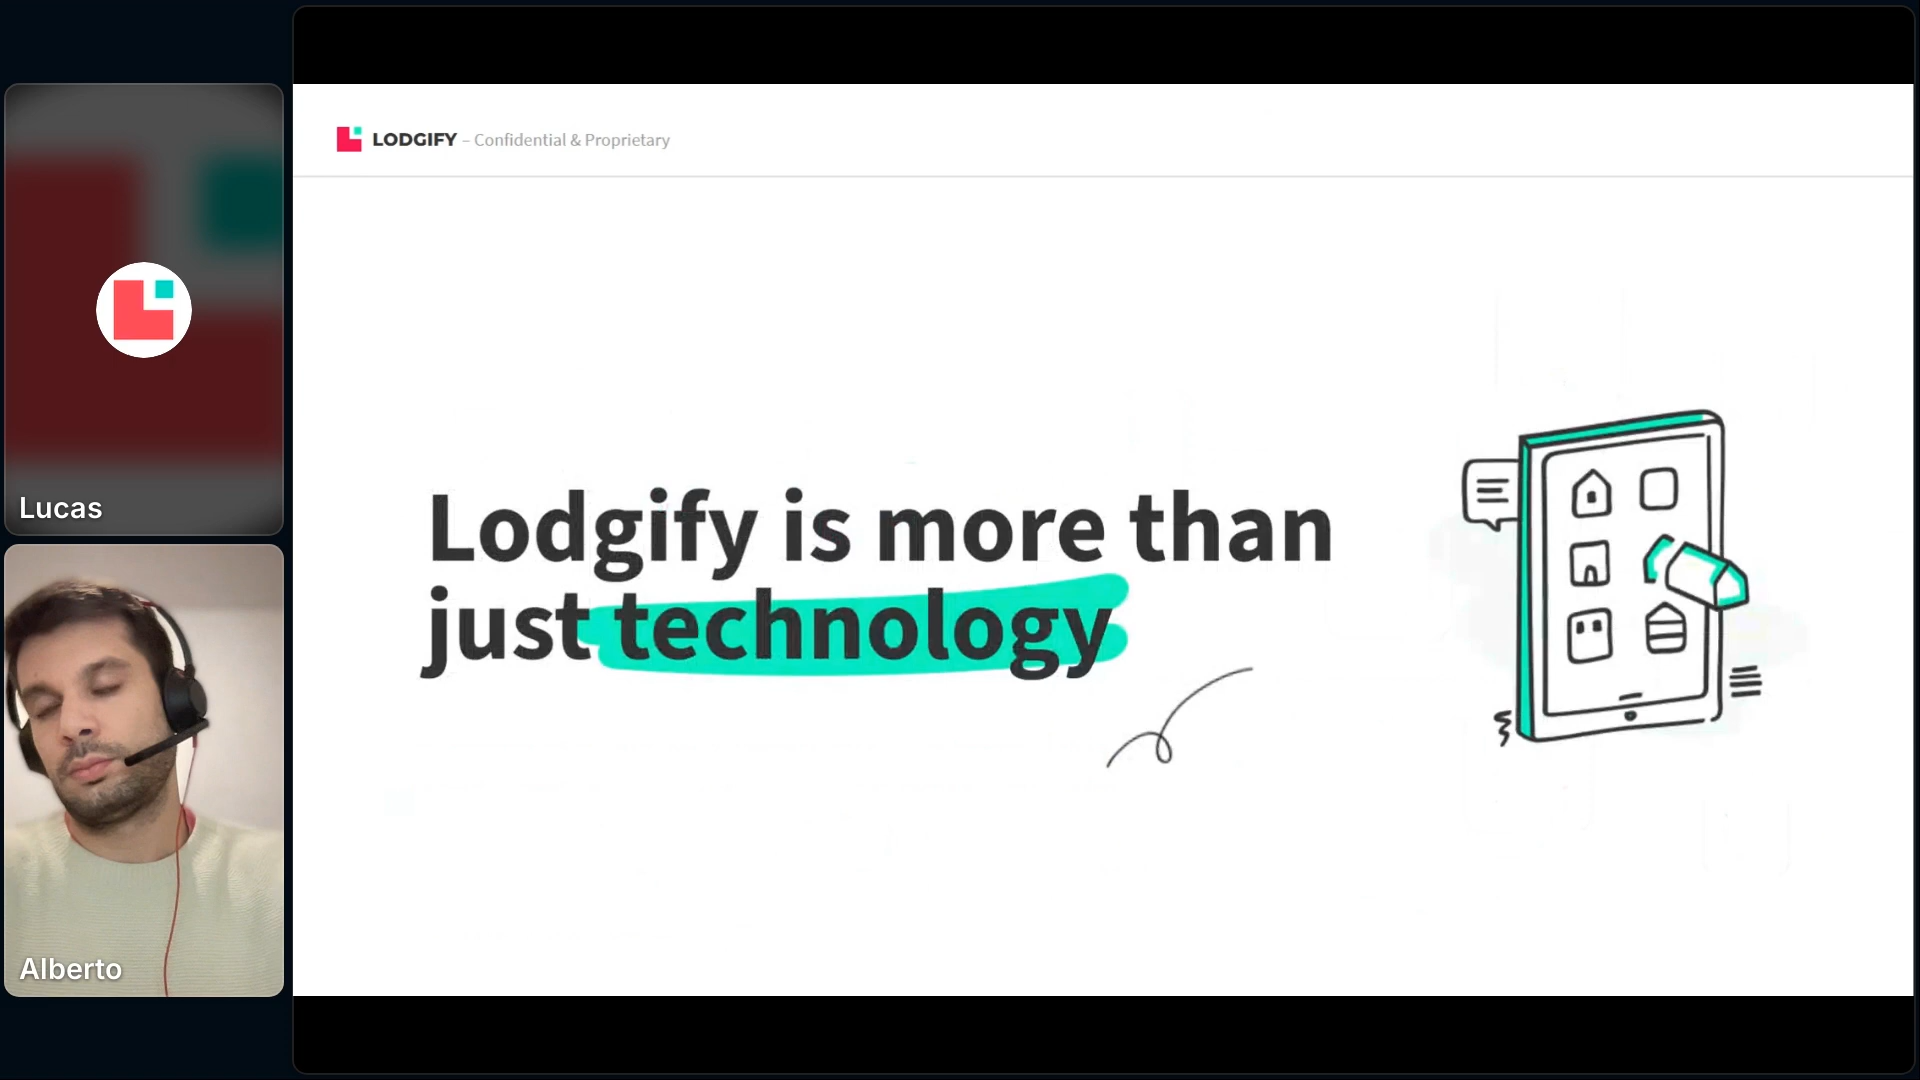 LODGIFY – Confidential & Proprietary
Lodgify is more than
just technology
Lucas
Alberto